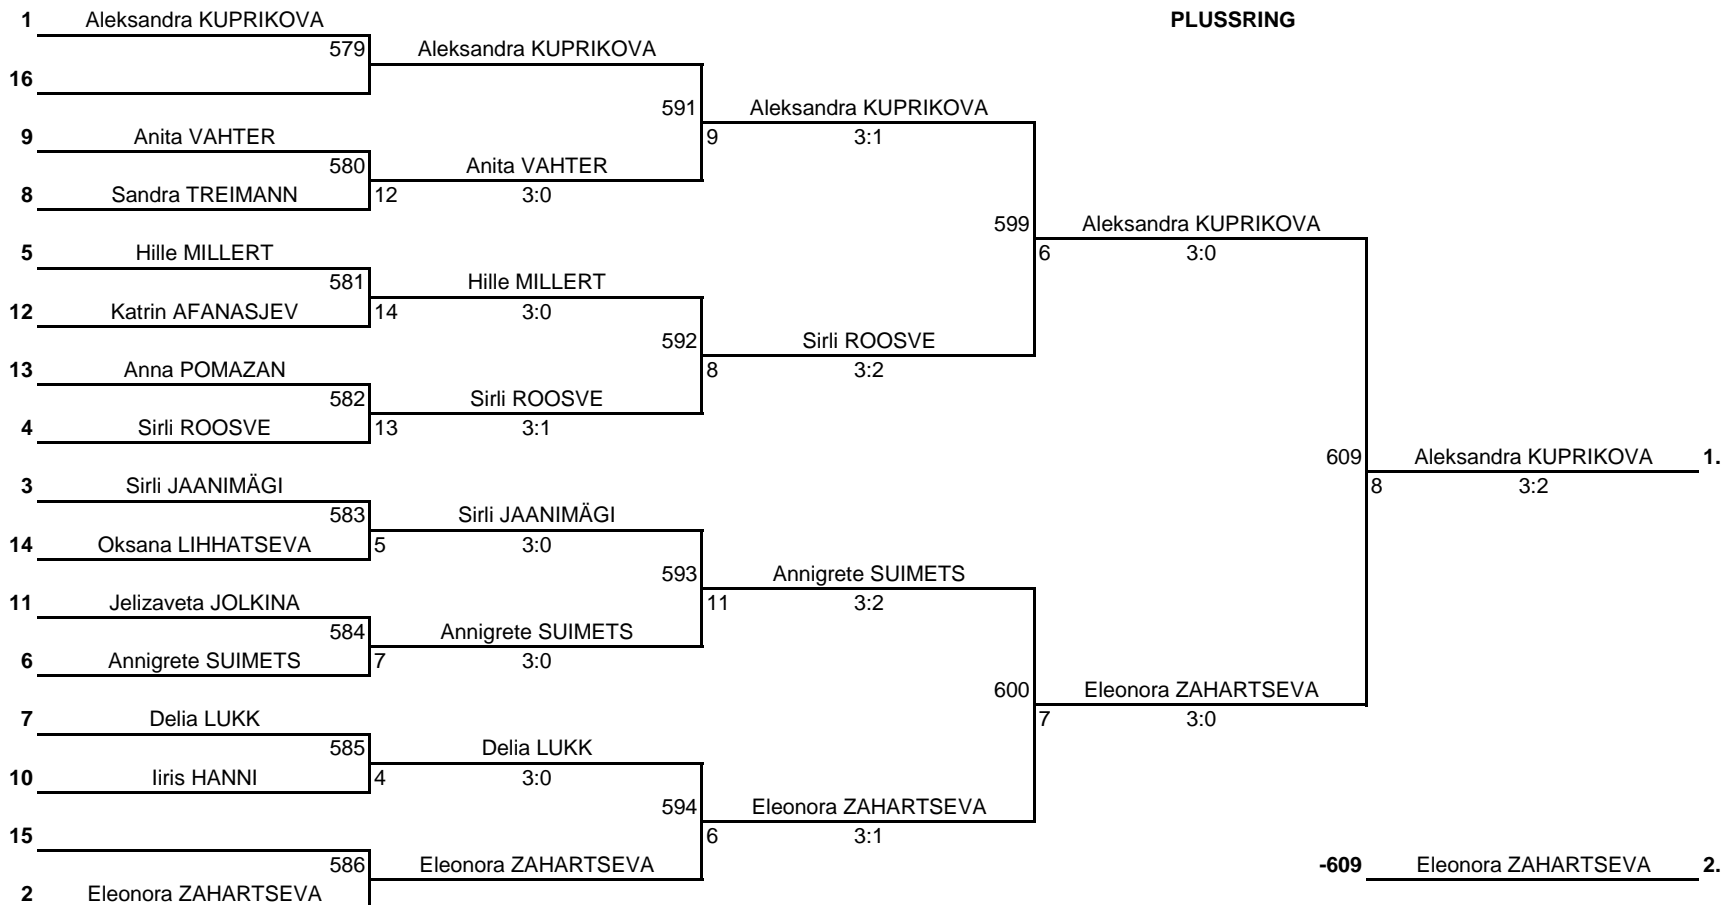 1 Aleksandra KUPRIKOVA PLUSSRING
579 Aleksandra KUPRIKOVA
16
591 Aleksandra KUPRIKOVA
9 Anita VAHTER 9 3:1
580 Anita VAHTER
8 Sandra TREIMANN 12 3:0
599 Aleksandra KUPRIKOVA
5 Hille MILLERT 6 3:0
581 Hille MILLERT
12 Katrin AFANASJEV 14 3:0
592 Sirli ROOSVE
13 Anna POMAZAN 8 3:2
582 Sirli ROOSVE
4 Sirli ROOSVE 13 3:1
609 Aleksandra KUPRIKOVA 1.
3 Sirli JAANIMÄGI 8 3:2
583 Sirli JAANIMÄGI
14 Oksana LIHHATSEVA 5 3:0
593 Annigrete SUIMETS
11 Jelizaveta JOLKINA 11 3:2
584 Annigrete SUIMETS
6 Annigrete SUIMETS 7 3:0
600 Eleonora ZAHARTSEVA
7 Delia LUKK 7 3:0
585 Delia LUKK
10 Iiris HANNI 4 3:0
594 Eleonora ZAHARTSEVA
15 6 3:1
586 Eleonora ZAHARTSEVA -609 Eleonora ZAHARTSEVA 2.
2 Eleonora ZAHARTSEVA